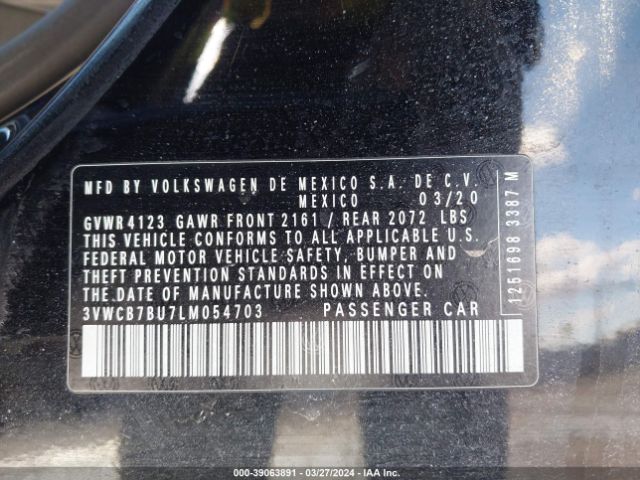 MFD BY VOLKSWAGEN DE MEXICO S.A. DE C.V.
MEXICO 03/20
GVWR 4123 GAWR FRONT 2161 / REAR 2072 LBS
THIS VEHICLE CONFORMS TO ALL APPLICABLE U.S.
FEDERAL MOTOR VEHICLE SAFETY, BUMPER AND
THEFT PREVENTION STANDARDS IN EFFECT ON
THE DATE OF MANUFACTURE SHOWN ABOVE.
3VWCB7BU7LM054703 PASSENGER CAR
1251698 3387 M
000-39063891 - 03/27/2024 - IAA Inc.